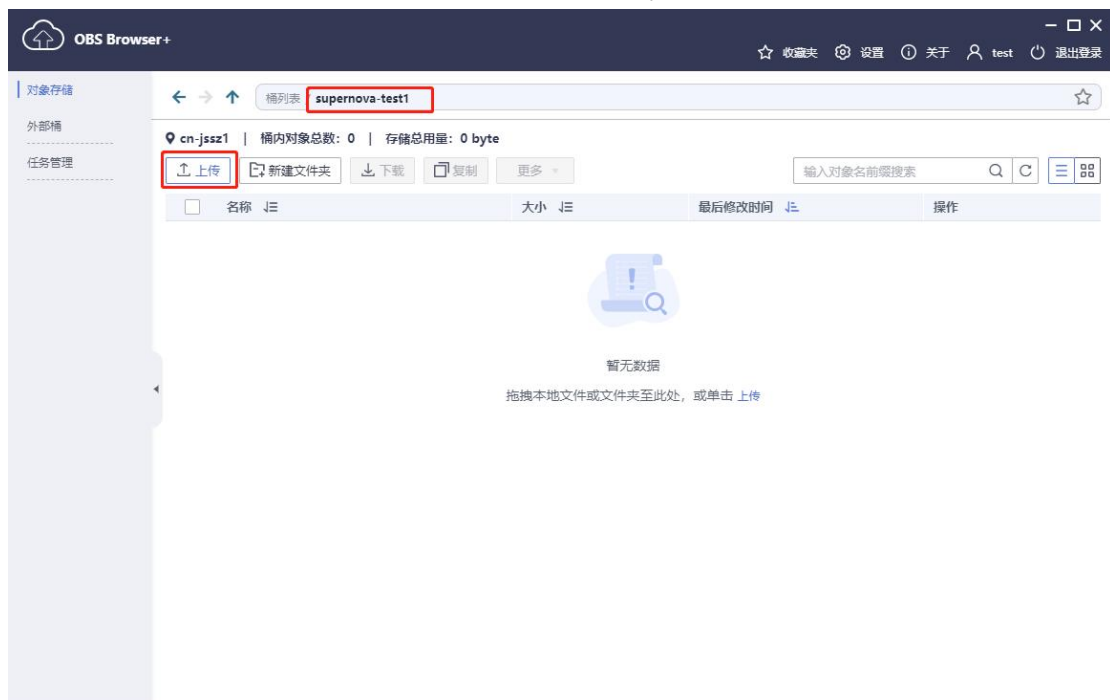 OBS Browser+
收藏夹 设置 关于 test 退出登录
对象存储
外部桶
任务管理
桶列表 / supernova-test1
cn-jssz1 | 桶内对象总数: 0 | 存储总用量: 0 byte
上传 新建文件夹 下载 复制 更多 输入对象名前缀搜索
名称 大小 最后修改时间 操作
暂无数据
拖拽本地文件或文件夹至此处，或单击 上传